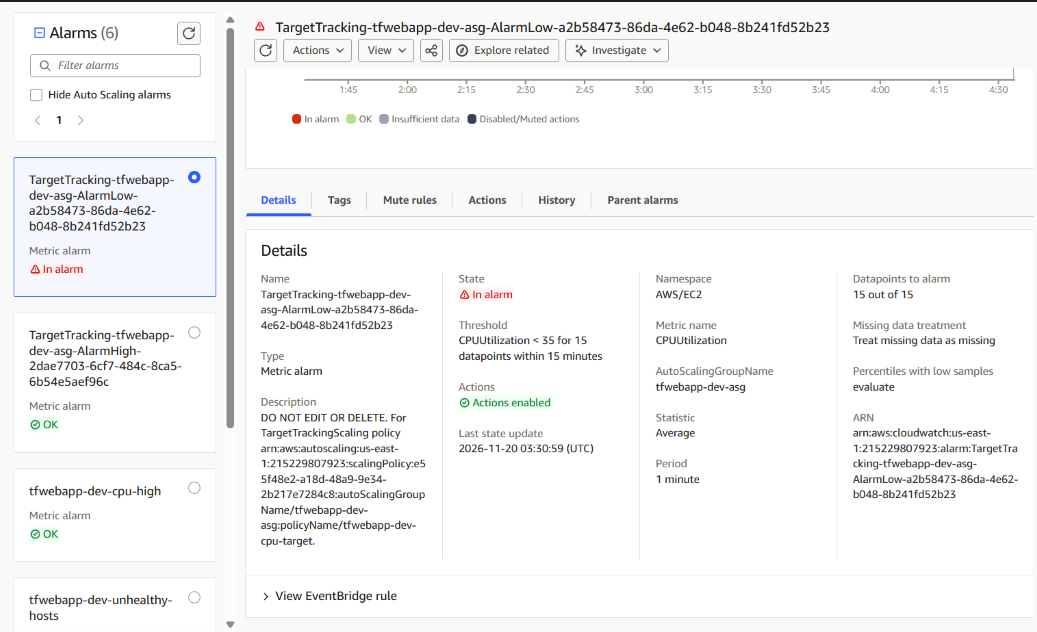 Alarms (6)
Filter alarms
Hide Auto Scaling alarms
1
TargetTracking-tfwebapp-
dev-asg-AlarmLow-
a2b58473-86da-4e62-
b048-8b241fd52b23
Metric alarm
In alarm
TargetTracking-tfwebapp-
dev-asg-AlarmHigh-
2dae7703-6cf7-484c-8ca5-
6b54e5aef96c
Metric alarm
OK
tfwebapp-dev-cpu-high
Metric alarm
OK
tfwebapp-dev-unhealthy-
hosts
TargetTracking-tfwebapp-dev-asg-AlarmLow-a2b58473-86da-4e62-b048-8b241fd52b23
Actions View Explore related Investigate
1:45 2:00 2:15 2:30 2:45 3:00 3:15 3:30 3:45 4:00 4:15 4:30
In alarm OK Insufficient data Disabled/Muted actions
Details Tags Mute rules Actions History Parent alarms
Details
Name
TargetTracking-tfwebapp-dev-
asg-AlarmLow-a2b58473-86da-
4e62-b048-8b241fd52b23
Type
Metric alarm
Description
DO NOT EDIT OR DELETE. For
TargetTrackingScaling policy
arn:aws:autoscaling:us-east-
1:215229807923:scalingPolicy:e5
5f48e2-a18d-48a9-9e34-
2b217e7284c8:autoScalingGroup
Name/tfwebapp-dev-
asg:policyName/tfwebapp-dev-
cpu-target.
State
In alarm
Threshold
CPUUtilization < 35 for 15
datapoints within 15 minutes
Actions
Actions enabled
Last state update
2026-11-20 03:30:59 (UTC)
Namespace
AWS/EC2
Metric name
CPUUtilization
AutoScalingGroupName
tfwebapp-dev-asg
Statistic
Average
Period
1 minute
Datapoints to alarm
15 out of 15
Missing data treatment
Treat missing data as missing
Percentiles with low samples
evaluate
ARN
arn:aws:cloudwatch:us-east-
1:215229807923:alarm:TargetTra
cking-tfwebapp-dev-asg-
AlarmLow-a2b58473-86da-4e62-
b048-8b241fd52b23
View EventBridge rule